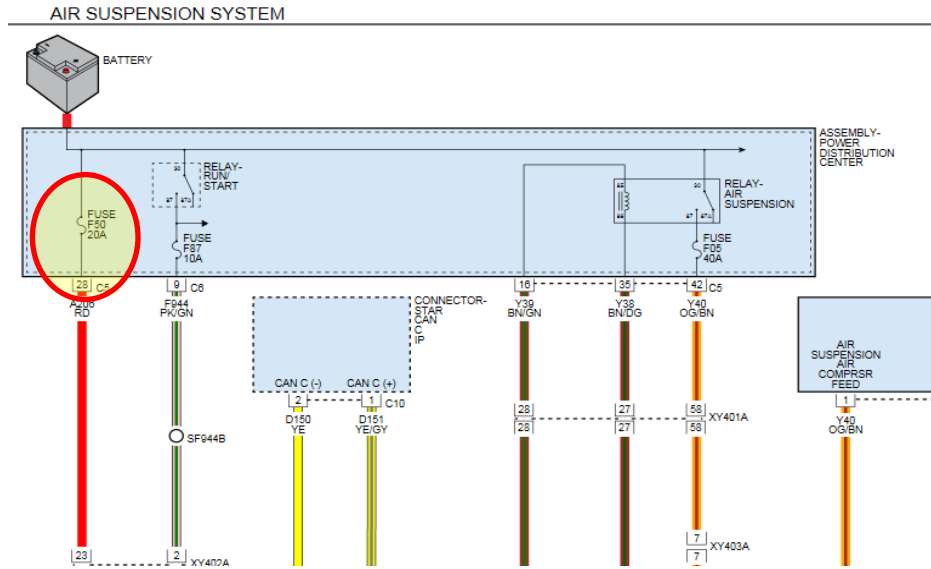 AIR SUSPENSION SYSTEM
BATTERY
ASSEMBLY-
POWER
DISTRIBUTION
CENTER
30
RELAY-
RUN/
START
87 87A
FUSE
F50
20A
FUSE
F87
10A
85
86
30
87 87A
RELAY-
AIR
SUSPENSION
FUSE
F05
40A
28 C5
9 C6
16
35
42 C5
A206
RD
F944
PK/GN
Y39
BN/GN
Y38
BN/DG
Y40
OG/BN
CONNECTOR-
STAR
CAN
C
IP
CAN C (-)
CAN C (+)
2
1 C10
D150
YE
D151
YE/GY
AIR
SUSPENSION
AIR
COMPRSR
FEED
1
Y40
OG/BN
28
27
58 XY401A
28
27
58
SF944B
7 XY403A
7
23
2 XY402A